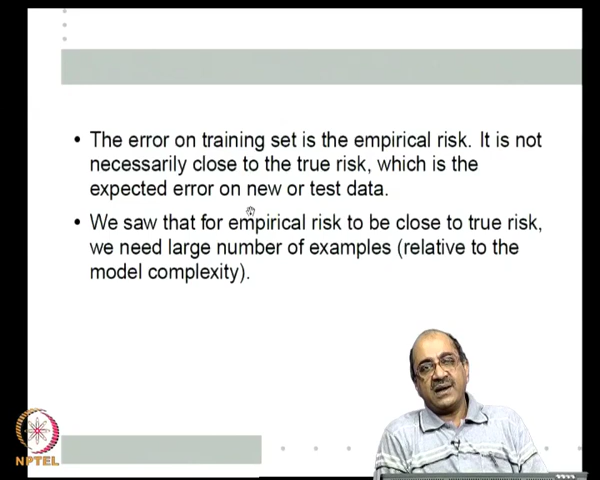 • The error on training set is the empirical risk. It is not
necessarily close to the true risk, which is the
expected error on new or test data.
• We saw that for empirical risk to be close to true risk,
we need large number of examples (relative to the
model complexity).
NPTEL